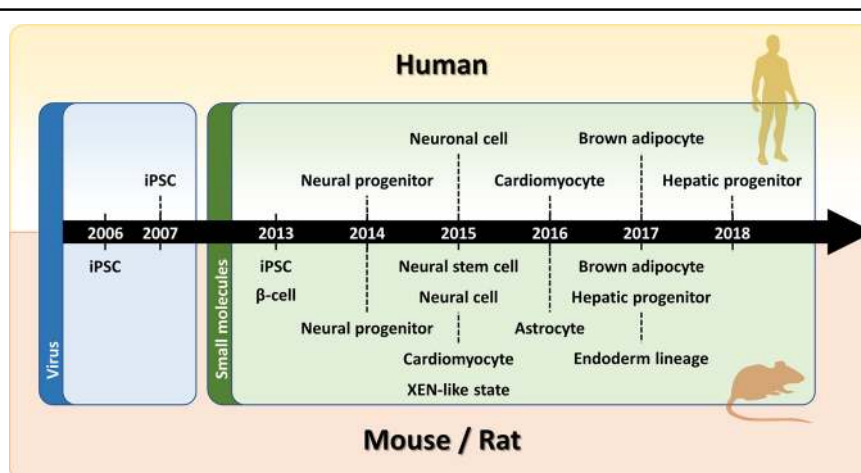 Human
Neuronal cell Brown adipocyte
iPSC Neural progenitor Cardiomyocyte Hepatic progenitor
2006 2007 2013 2014 2015 2016 2017 2018
iPSC iPSC Neural stem cell Brown adipocyte
β-cell Neural cell Hepatic progenitor
Neural progenitor Astrocyte
Cardiomyocyte Endoderm lineage
XEN-like state
Virus
Small molecules
Mouse / Rat